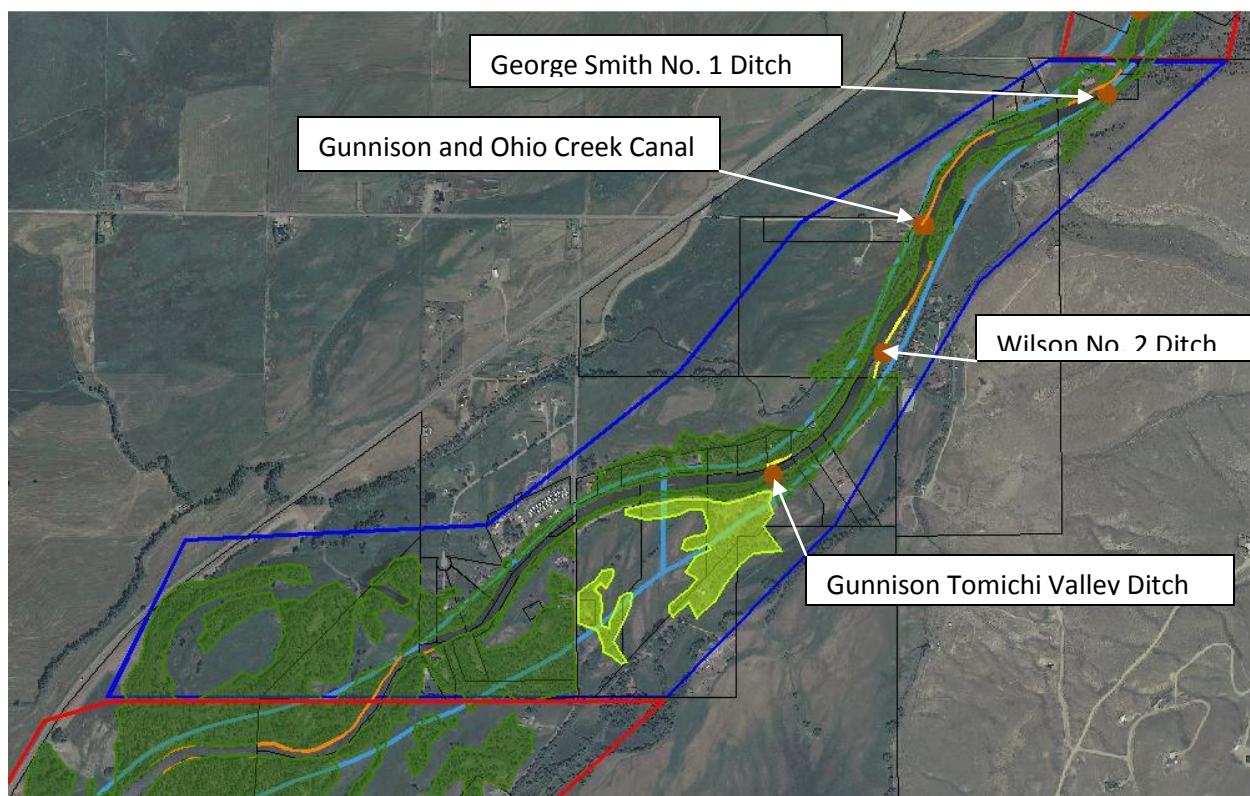 George Smith No. 1 Ditch
Gunnison and Ohio Creek Canal
Wilson No. 2 Ditch
Gunnison Tomichi Valley Ditch